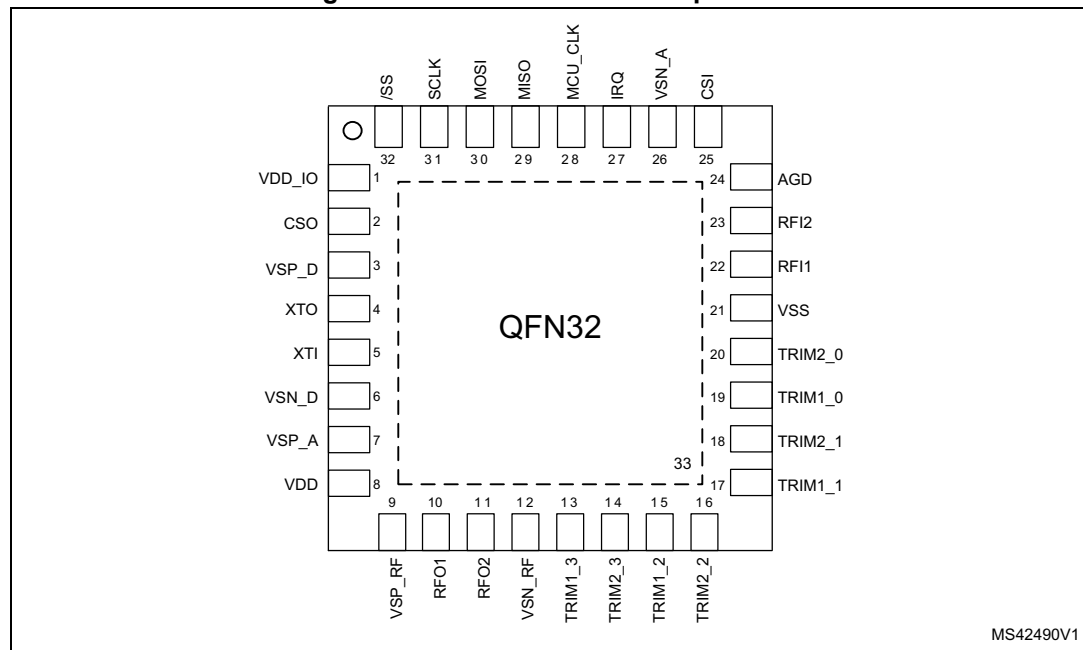 /SS
SCLK
MOSI
MISO
MCU_CLK
IRQ
VSN_A
CSI
32 31 30 29 28 27 26 25
VDD_IO 1
CSO 2
VSP_D 3
XTO 4
XTI 5
VSN_D 6
VSP_A 7
VDD 8
24 AGD
23 RFI2
22 RFI1
21 VSS
20 TRIM2_0
19 TRIM1_0
18 TRIM2_1
17 TRIM1_1
QFN32
33
9 10 11 12 13 14 15 16
VSP_RF
RFO1
RFO2
VSN_RF
TRIM1_3
TRIM2_3
TRIM1_2
TRIM2_2
MS42490V1